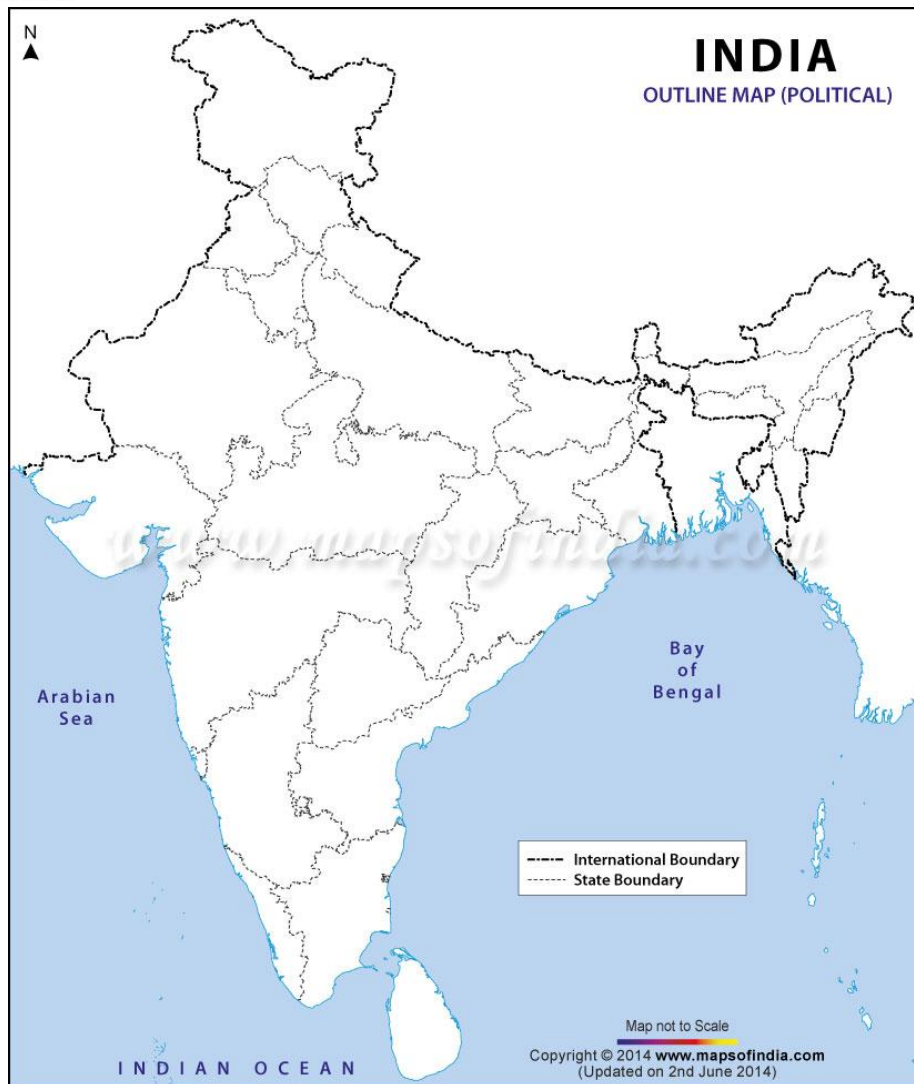 N
INDIA
OUTLINE MAP (POLITICAL)
www.mapsofindia.com
Arabian
Sea
Bay
of
Bengal
International Boundary
State Boundary
Map not to Scale
Copyright © 2014 www.mapsofindia.com
(Updated on 2nd June 2014)
INDIAN OCEAN